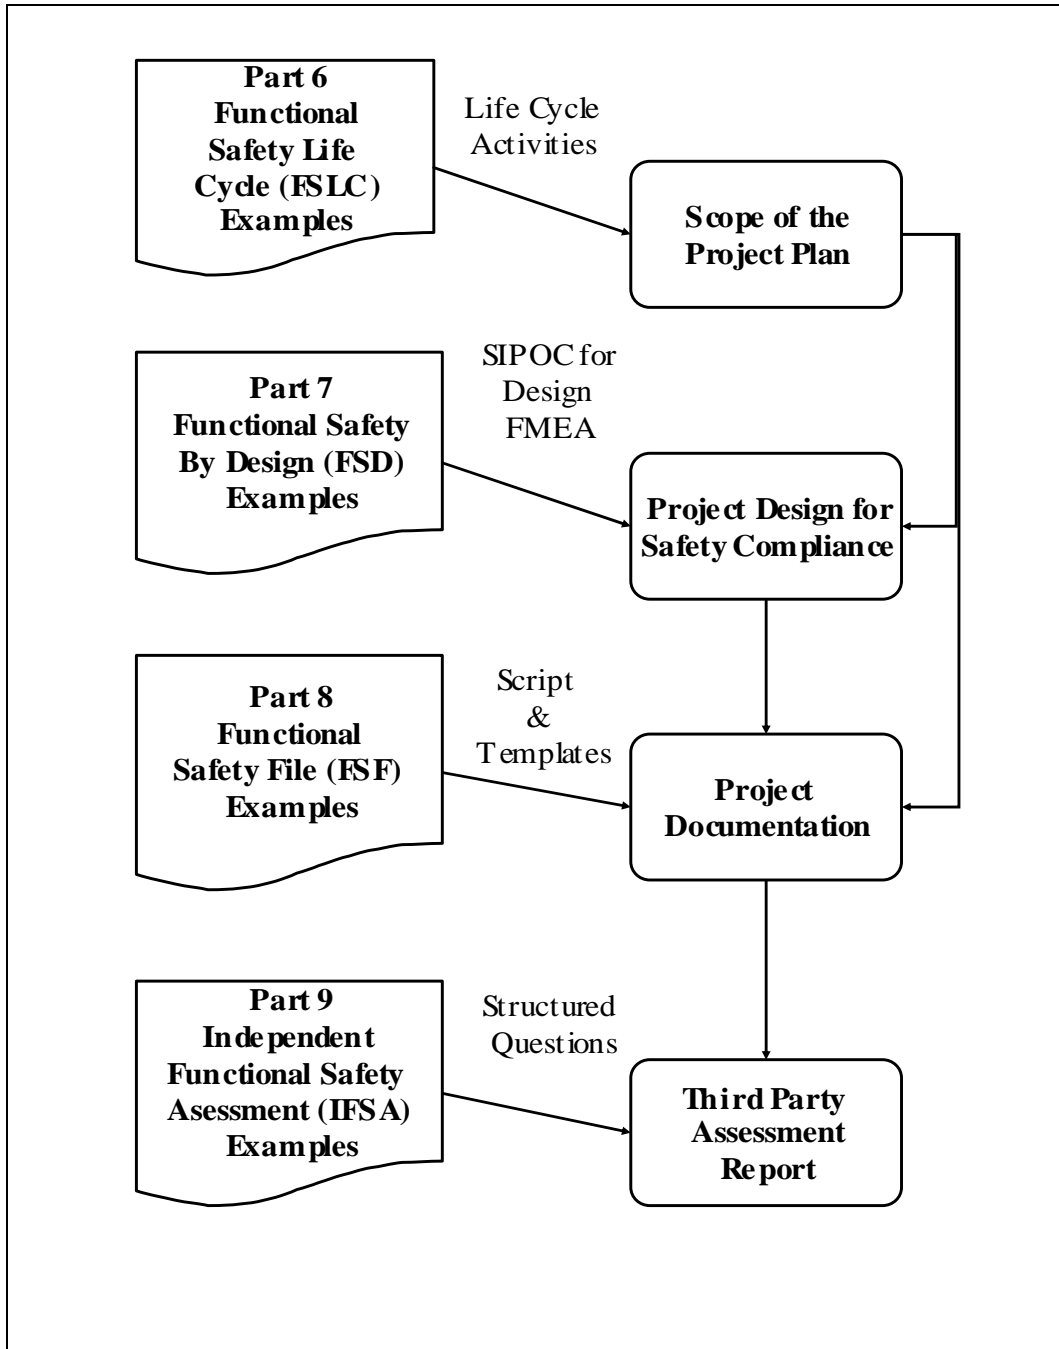 Part 6
Functional
Safety Life
Cycle (FSLC)
Examples
Life Cycle
Activities
Scope of the
Project Plan
Part 7
Functional Safety
By Design (FSD)
Examples
SIPOC for
Design
FMEA
Project Design for
Safety Compliance
Part 8
Functional
Safety File (FSF)
Examples
Script
&
Templates
Project
Documentation
Part 9
Independent
Functional Safety
Asessment (IFSA)
Examples
Structured
Questions
Third Party
Assessment
Report